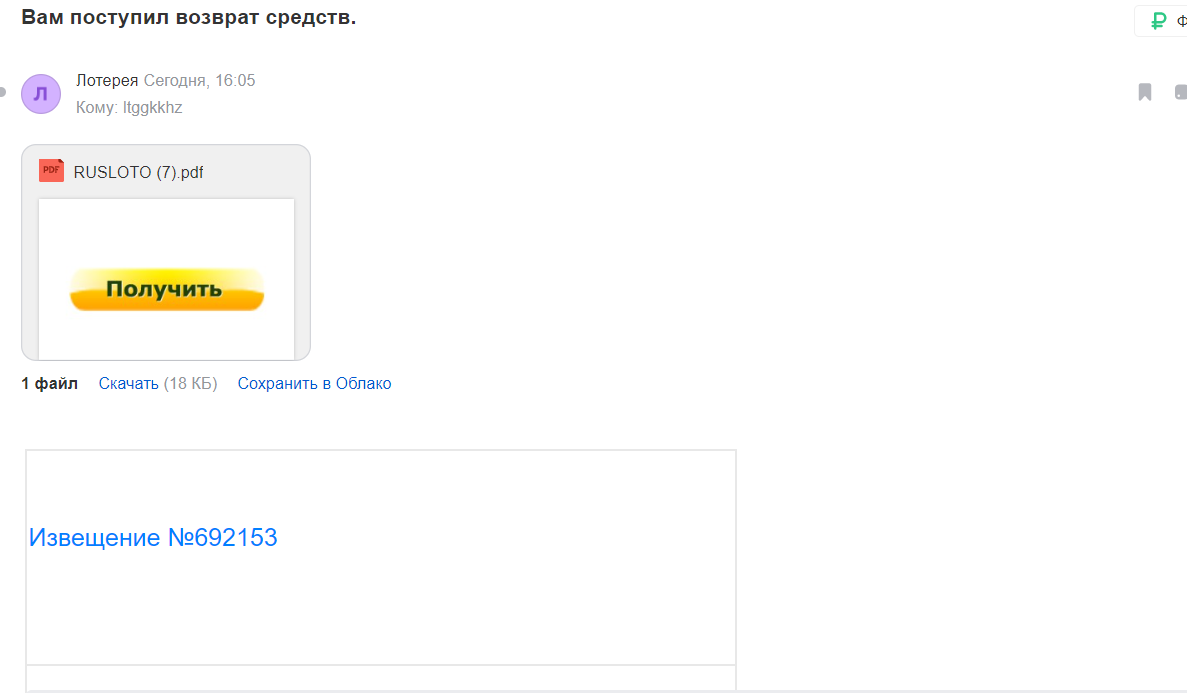 Вам поступил возврат средств.
Ф
Л
Лотерея Сегодня, 16:05
Кому: ltggkkhz
PDF RUSLOTO (7).pdf
Получить
1 файл Скачать (18 КБ) Сохранить в Облако
Извещение №692153